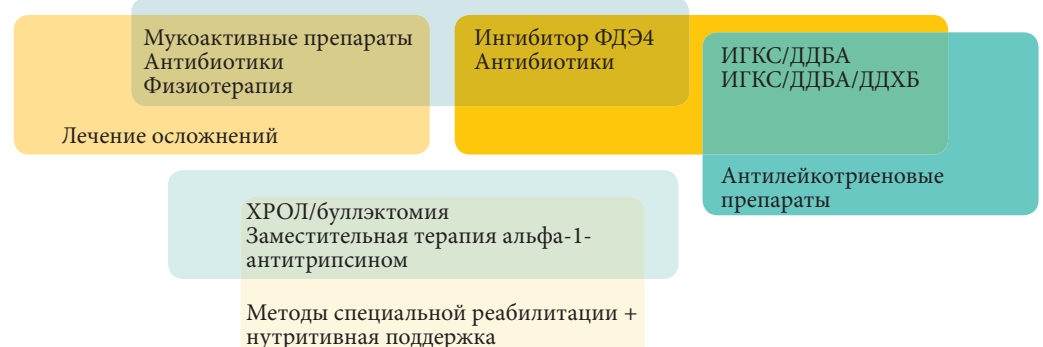 Мукоактивные препараты
Антибиотики
Физиотерапия
Лечение осложнений
Ингибитор ФДЭ4
Антибиотики
ИГКС/ДДБА
ИГКС/ДДБА/ДДХБ
Антилейкотриеновые
препараты
ХРОЛ/буллэктомия
Заместительная терапия альфа-1-
антитрипсином
Методы специальной реабилитации +
нутритивная поддержка